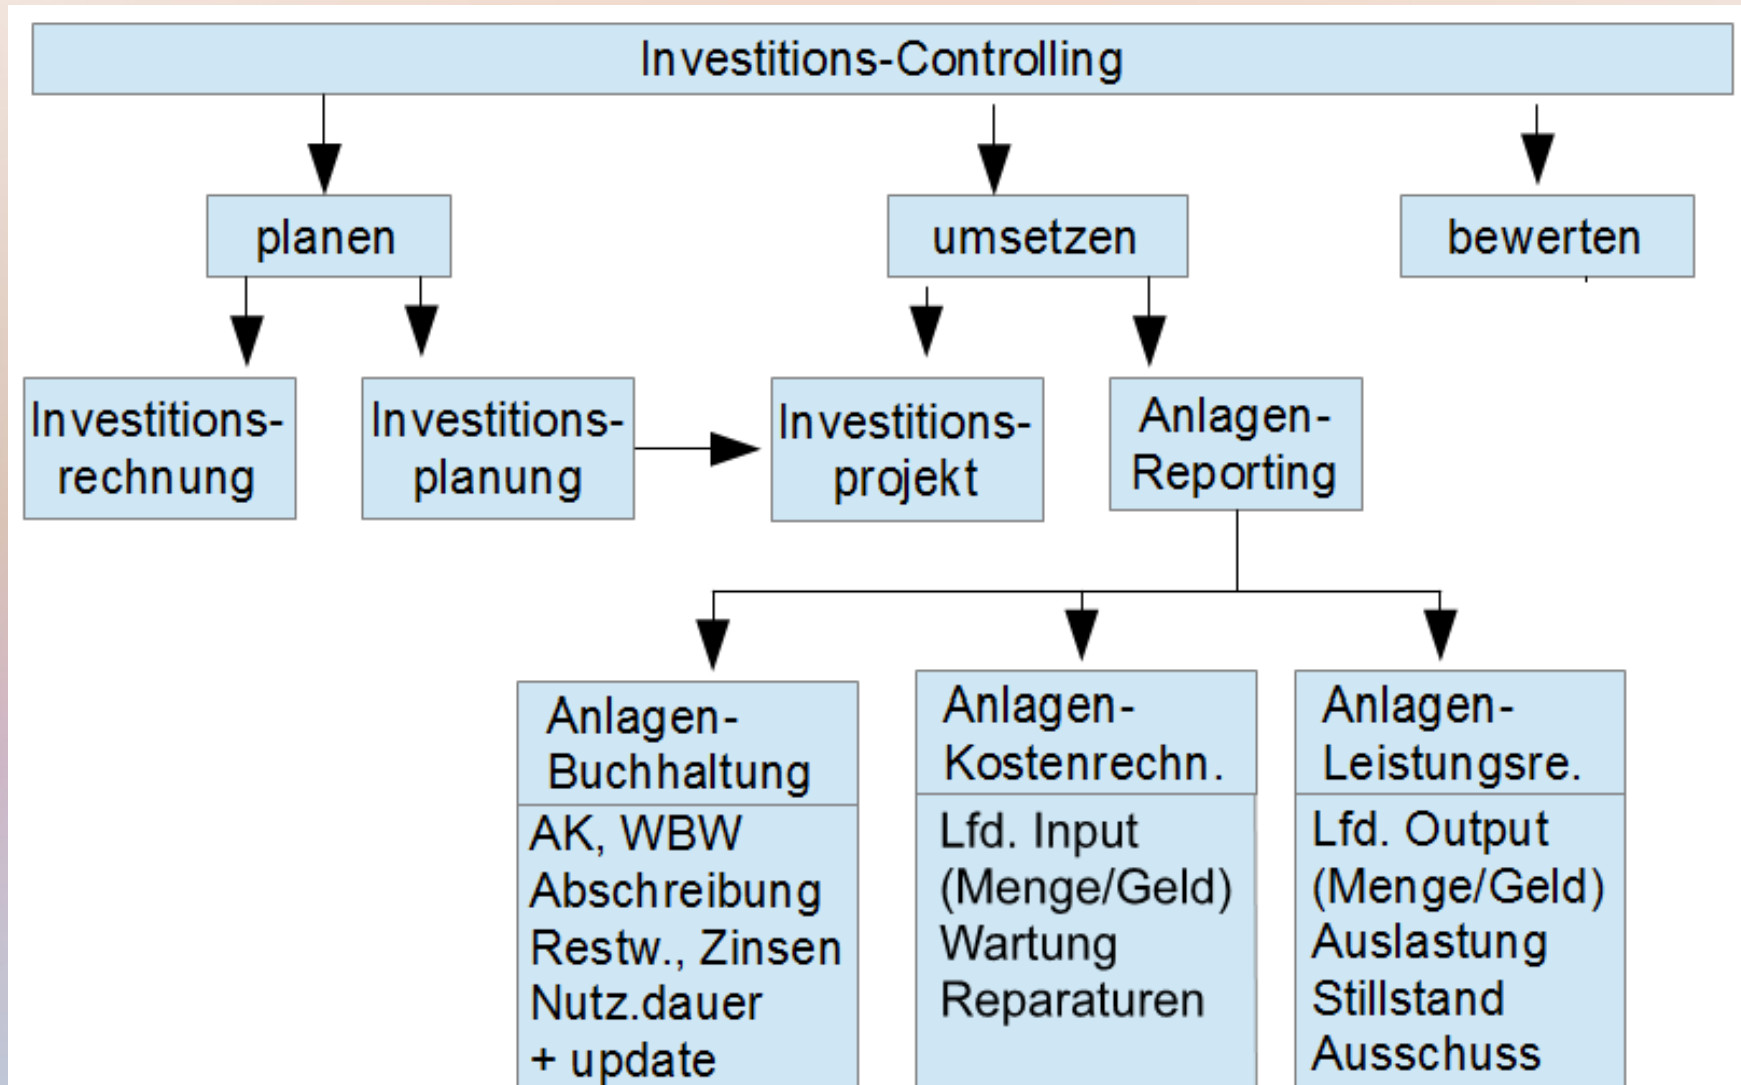 Investitions-Controlling
planen
umsetzen
bewerten
Investitions-
rechnung
Investitions-
planung
Investitions-
projekt
Anlagen-
Reporting
Anlagen-
Buchhaltung
AK, WBW
Abschreibung
Restw., Zinsen
Nutz.dauer
+ update
Anlagen-
Kostenrechn.
Lfd. Input
(Menge/Geld)
Wartung
Reparaturen
Anlagen-
Leistungsre.
Lfd. Output
(Menge/Geld)
Auslastung
Stillstand
Ausschuss